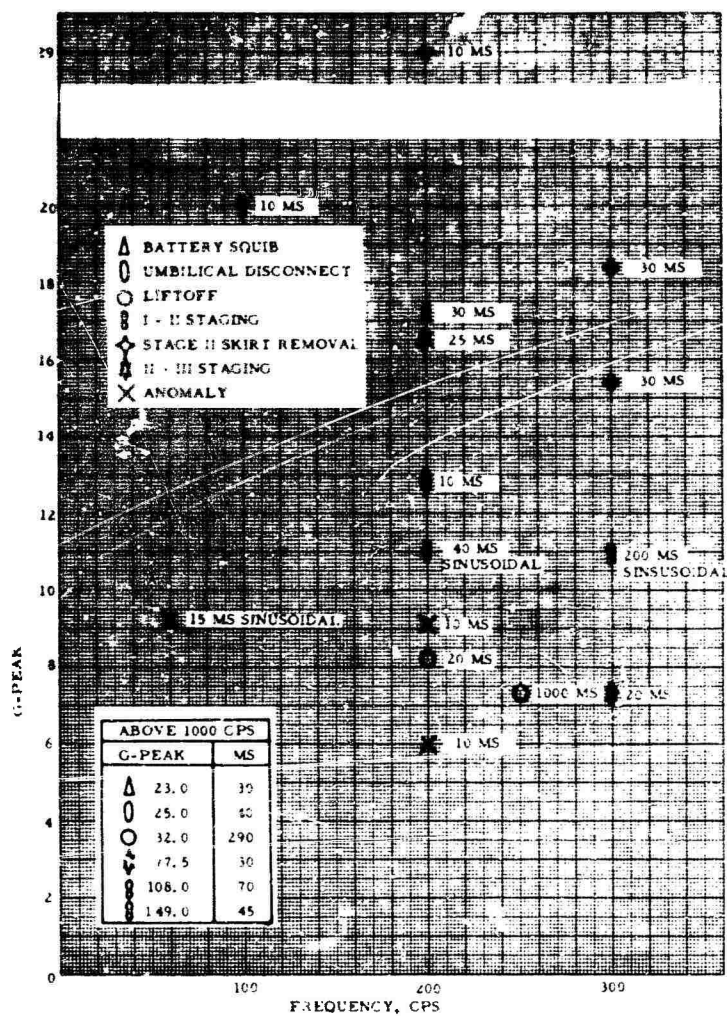 29
10 MS
20
10 MS
BATTERY SQUIB
UMBILICAL DISCONNECT
LIFTOFF
I - II STAGING
STAGE II SKIRT REMOVAL
II - III STAGING
ANOMALY
18
30 MS
30 MS
16
25 MS
30 MS
14
10 MS
12
40 MS
SINUSOIDAL
200 MS
SINSUSOIDAL
10
15 MS SINUSOIDAL
10 MS
8
20 MS
1000 MS
20 MS
G-PEAK
ABOVE 1000 CPS
G-PEAK MS
23.0 30
25.0
32.0 290
77.5 30
108.0 70
149.0 45
6
10 MS
4
2
0
100
200
300
FREQUENCY, CPS